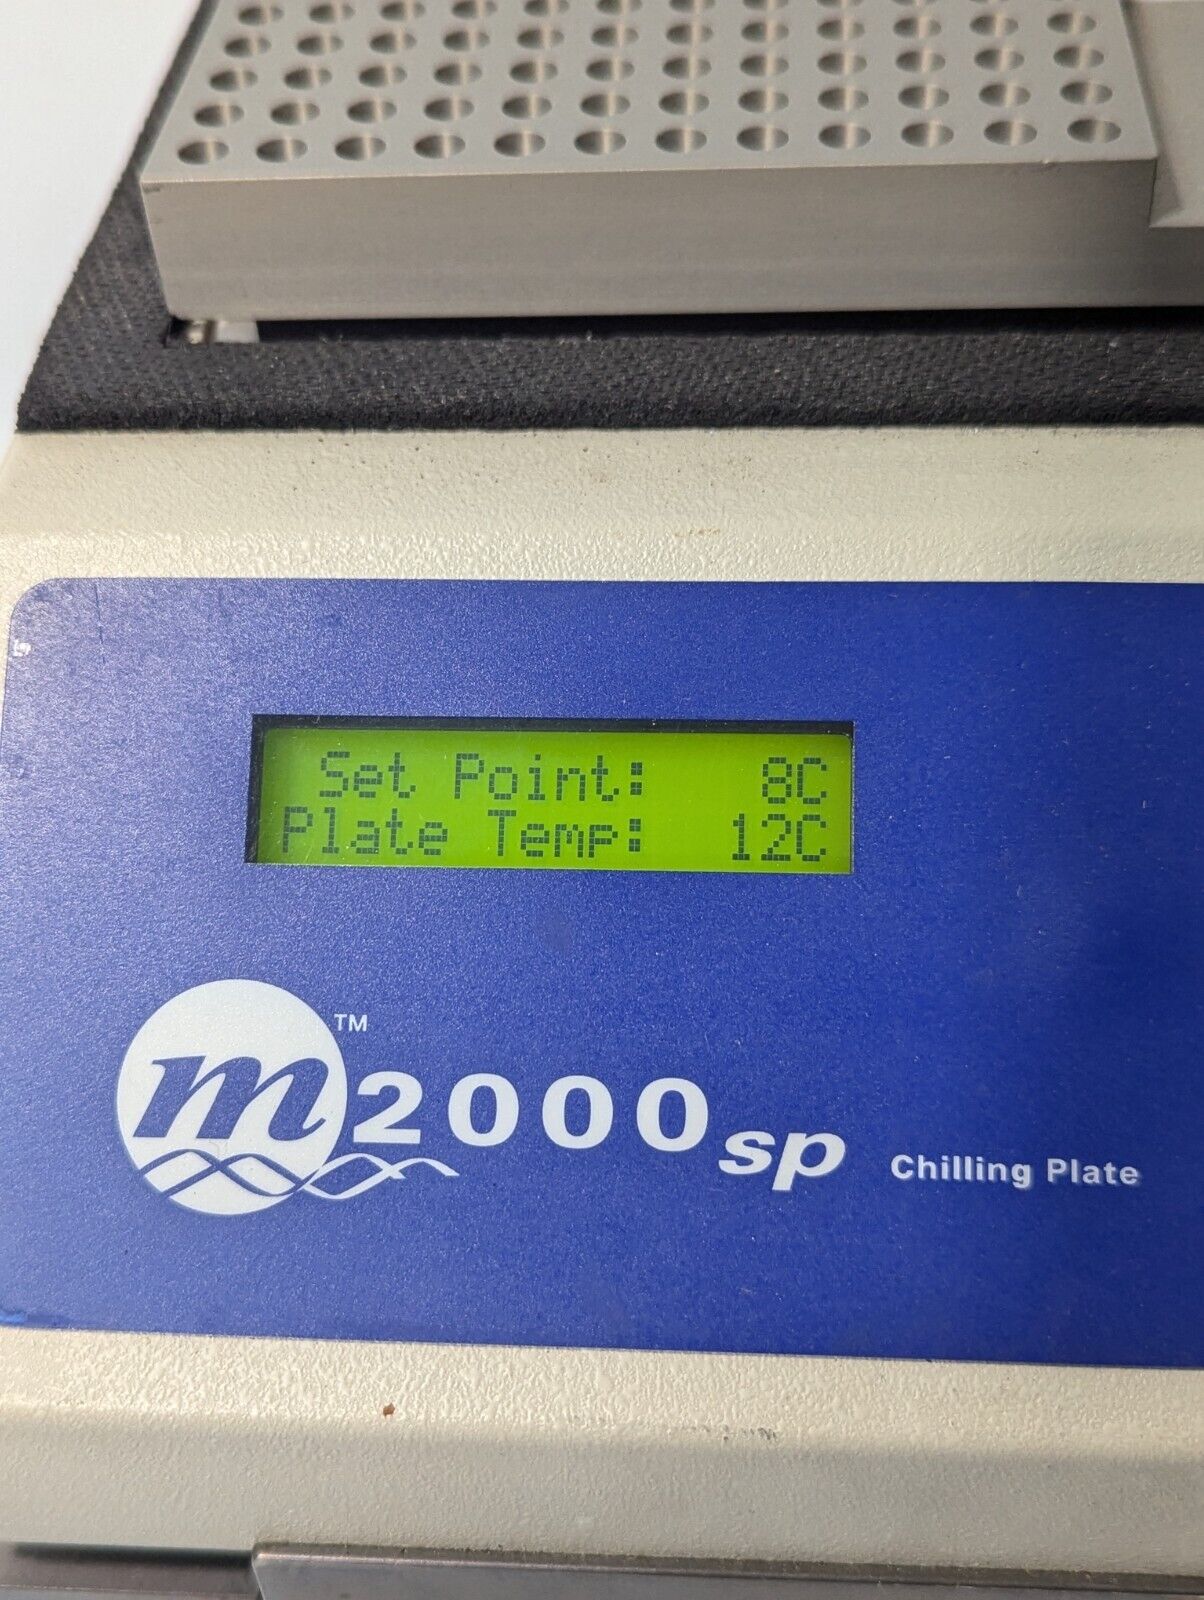 Set Point: 8C
Plate Temp: 12C
m2000sp Chilling Plate
TM